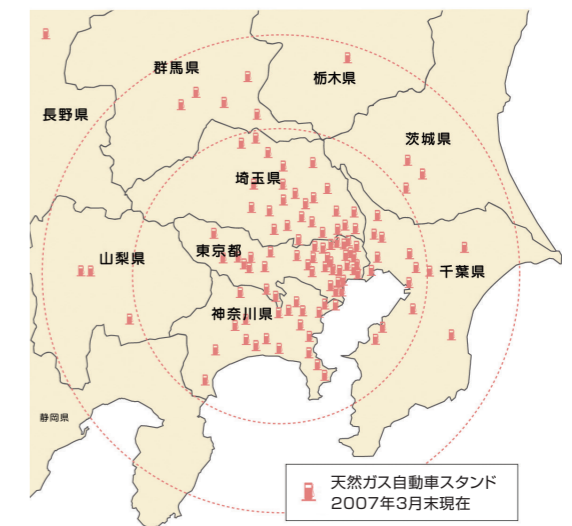 群馬県
栃木県
長野県
茨城県
埼玉県
東京都
山梨県
千葉県
神奈川県
静岡県
天然ガス自動車スタンド
2007年3月末現在